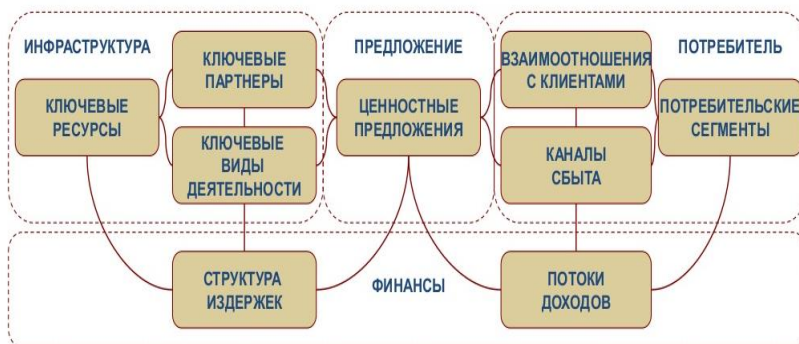 ИНФРАСТРУКТУРА
КЛЮЧЕВЫЕ
РЕСУРСЫ
КЛЮЧЕВЫЕ
ПАРТНЕРЫ
КЛЮЧЕВЫЕ
ВИДЫ
ДЕЯТЕЛЬНОСТИ
ПРЕДЛОЖЕНИЕ
ЦЕННОСТНЫЕ
ПРЕДЛОЖЕНИЯ
ВЗАИМООТНОШЕНИЯ
С КЛИЕНТАМИ
КАНАЛЫ
СБЫТА
ПОТРЕБИТЕЛЬ
ПОТРЕБИТЕЛЬСКИЕ
СЕГМЕНТЫ
СТРУКТУРА
ИЗДЕРЖЕК
ФИНАНСЫ
ПОТОКИ
ДОХОДОВ